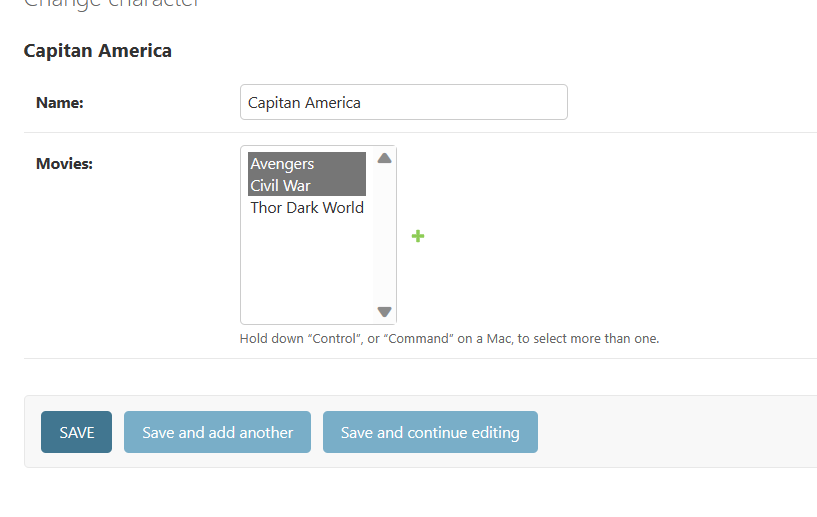 Change character
Capitan America
Name:
Capitan America
Movies:
Avengers
Civil War
Thor Dark World
Hold down “Control”, or “Command” on a Mac, to select more than one.
SAVE
Save and add another
Save and continue editing